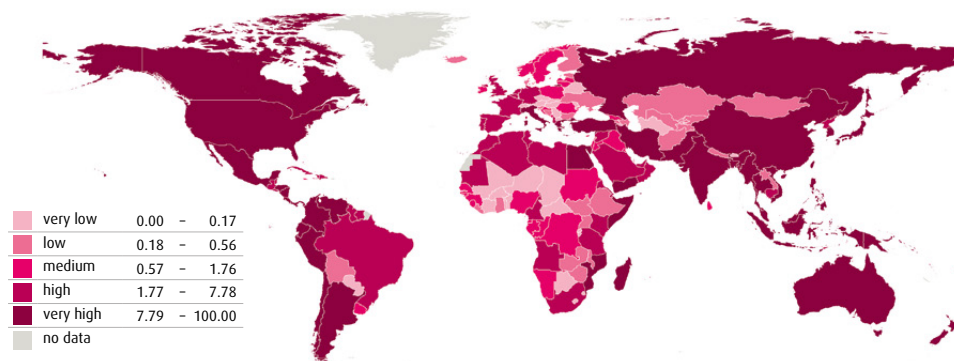 very low 0.00 – 0.17
low 0.18 – 0.56
medium 0.57 – 1.76
high 1.77 – 7.78
very high 7.79 – 100.00
no data